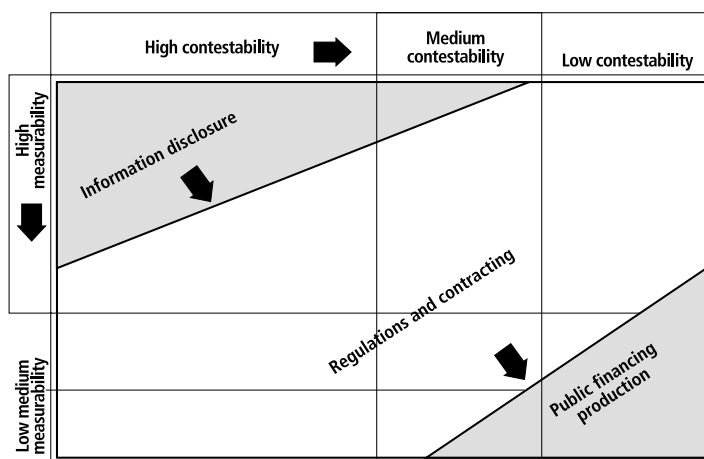 High contestability
Medium
contestability
Low contestability
High
measurability
Information disclosure
Regulations and contracting
Low medium
measurability
Public financing
production